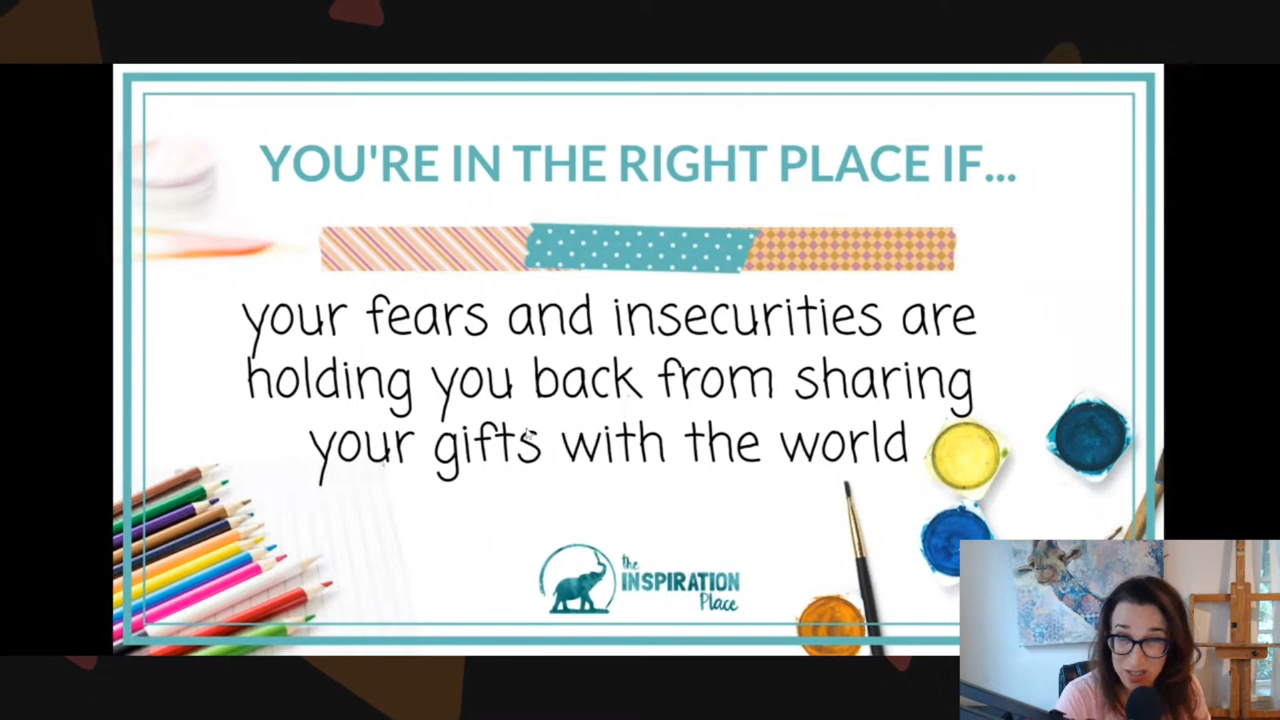 YOU'RE IN THE RIGHT PLACE IF...
your fears and insecurities are
holding you back from sharing
your gifts with the world
the
INSPIRATION
Place